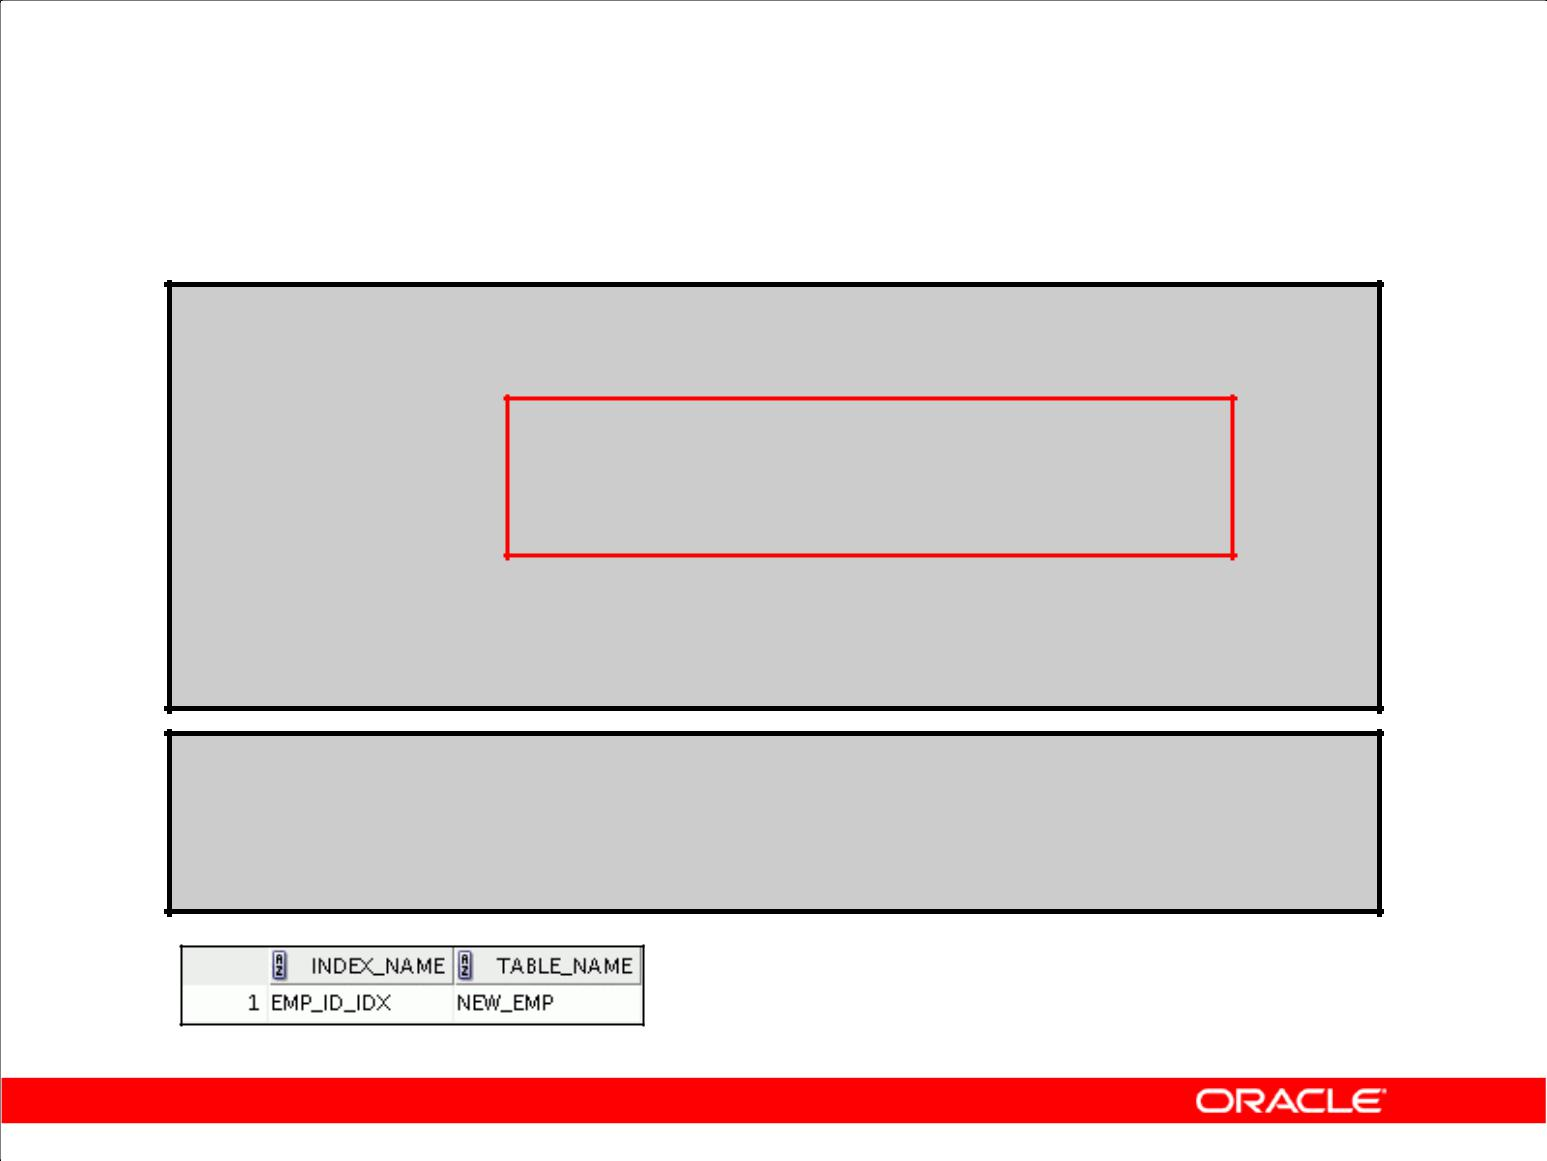 INDEX_NAME TABLE_NAME
1 EMP_ID_IDX NEW_EMP
ORACLE